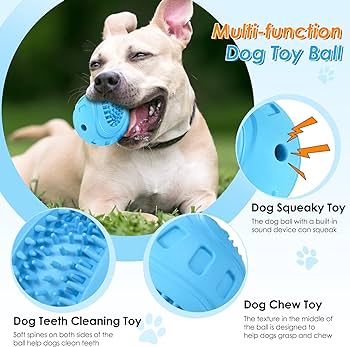 Multi-function
Dog Toy Ball
Dog Squeaky Toy
The dog ball with a built-in
sound device can squeak
Dog Teeth Cleaning Toy
Soft spines on both sides of the
ball help dogs clean teeth
Dog Chew Toy
The texture in the middle of
the ball is designed to
help dogs grasp and chew